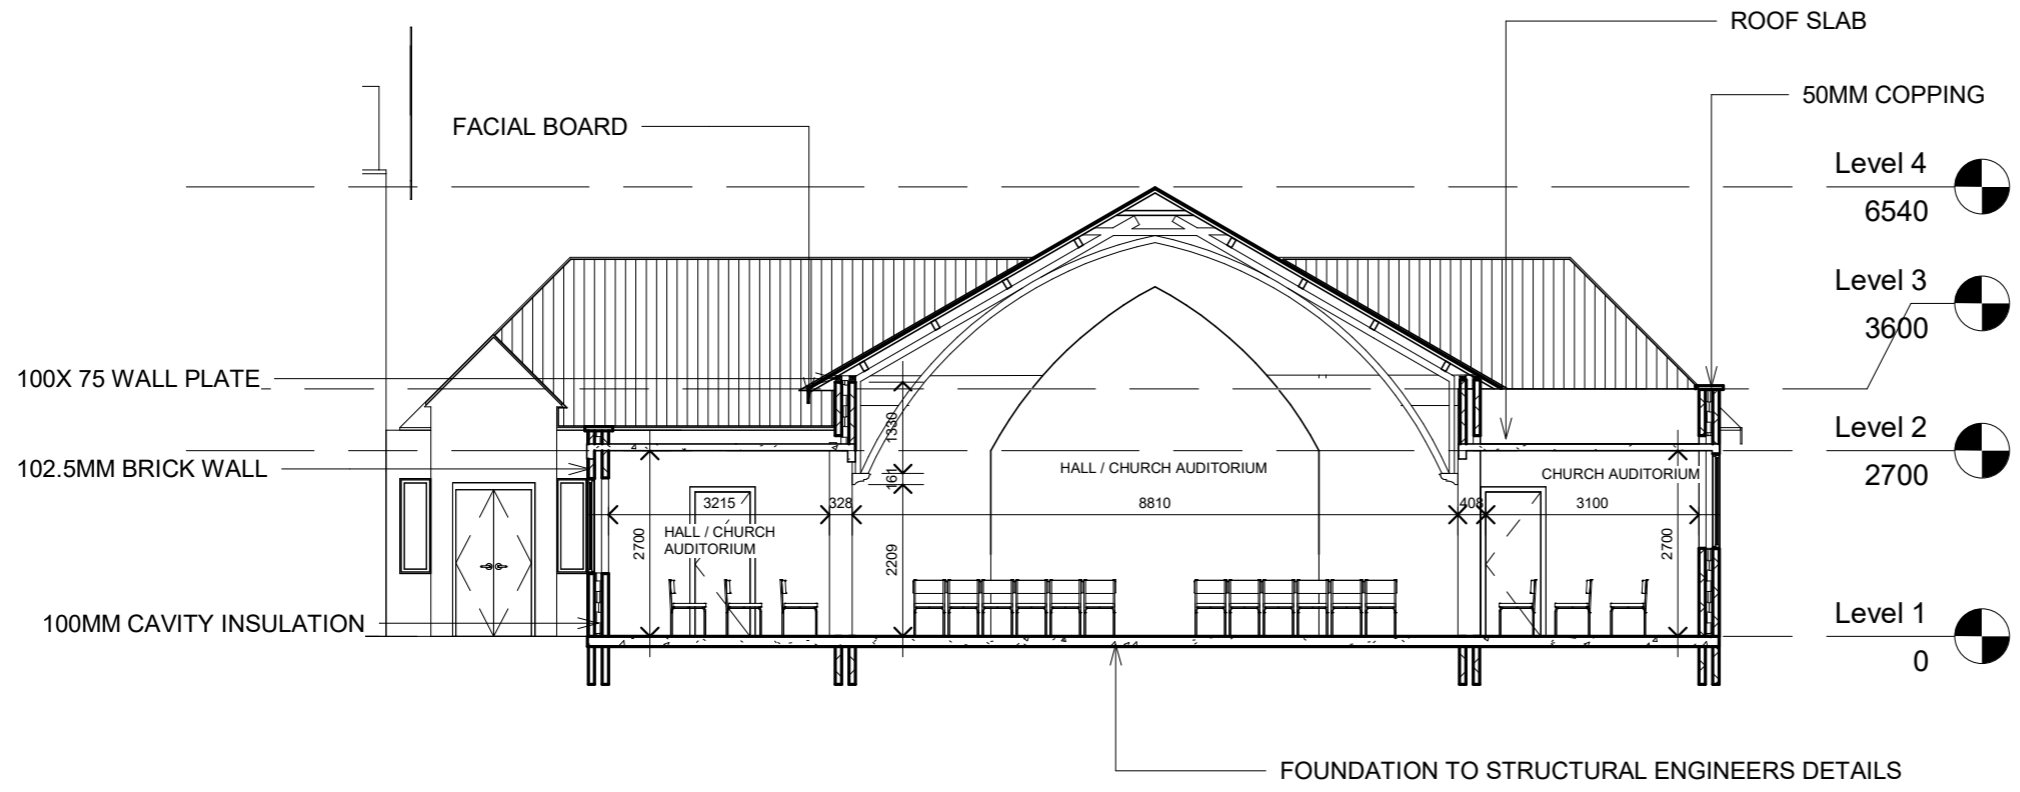 ROOF SLAB
50MM COPPING
FACIAL BOARD
Level 4
6540
Level 3
3600
100X 75 WALL PLATE
1330
Level 2
2700
102.5MM BRICK WALL
161
HALL / CHURCH AUDITORIUM
CHURCH AUDITORIUM
3215
328
8810
408
3100
HALL / CHURCH
AUDITORIUM
2700
2209
2700
100MM CAVITY INSULATION
Level 1
0
FOUNDATION TO STRUCTURAL ENGINEERS DETAILS